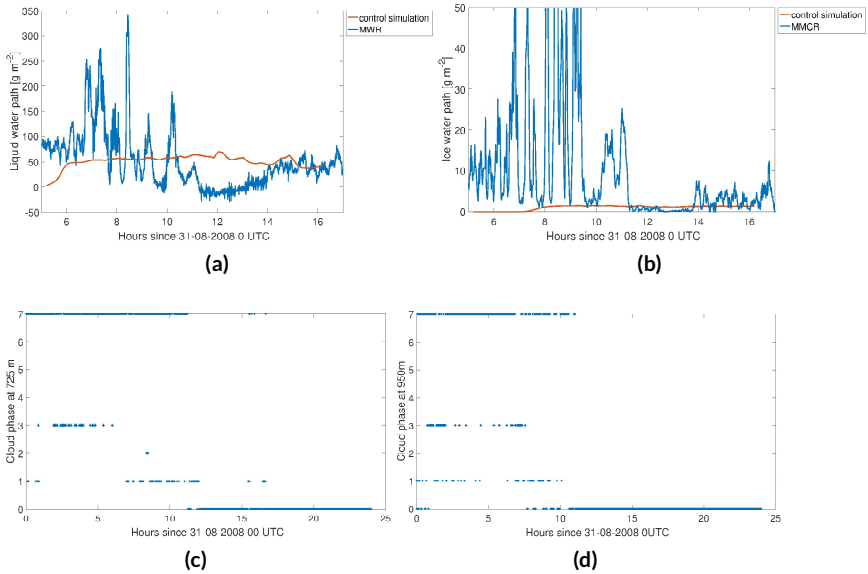 350
300
250
200
150
100
50
0
-50
Liquid water path [g m⁻²]
6 8 10 12 14 16
Hours since 31-08-2008 0 UTC
control simulation
MWR
(a)
50
40
30
20
10
0
Ice water path [g m⁻²]
6 8 10 12 14 16
Hours since 31 08 2008 0 UTC
control simulation
MMCR
(b)
7
6
5
4
3
2
1
0
Cloud phase at 725 m
0 5 10 15 20 25
Hours since 31 08 2008 00 UTC
(c)
7
6
5
4
3
2
1
0
Cloud phase at 950m
0 5 10 15 20 25
Hours since 31-08-2008 0UTC
(d)